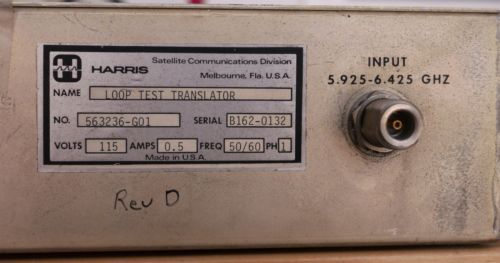 Satellite Communications Division
HARRIS
Melbourne, Fla. U.S.A.
NAME LOOP TEST TRANSLATOR
NO. 563236-G01 SERIAL B162-0132
VOLTS 115 AMPS 0.5 FREQ 50/60 PH 1
Made in U.S.A.
Rev D
INPUT
5.925-6.425 GHZ